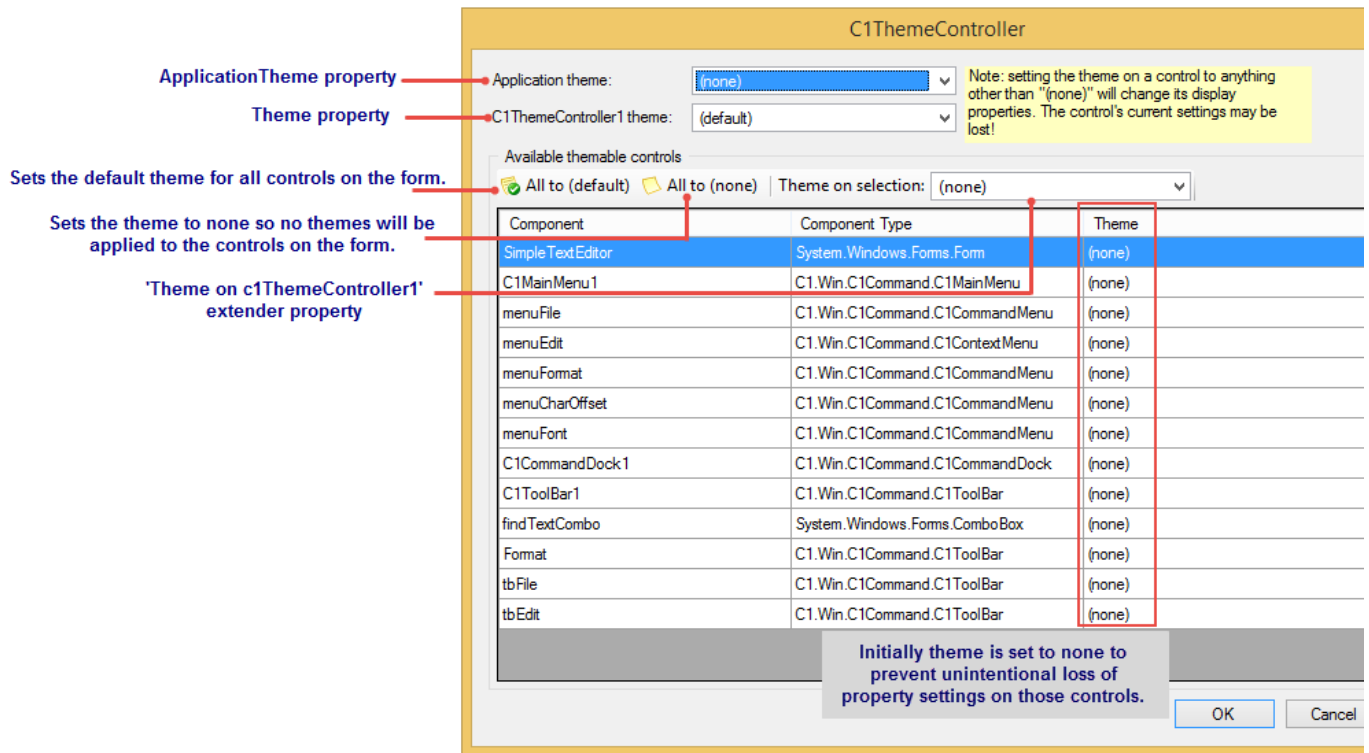 C1ThemeController
ApplicationTheme property
Application theme:
(none)
Note: setting the theme on a control to anything
other than "(none)" will change its display
properties. The control's current settings may be
lost!
Theme property
C1ThemeController1 theme:
(default)
Available themable controls
Sets the default theme for all controls on the form.
All to (default) All to (none) Theme on selection: (none)
Sets the theme to none so no themes will be
applied to the controls on the form.
'Theme on c1ThemeController1'
extender property
Component Component Type Theme
SimpleTextEditor System.Windows.Forms.Form (none)
C1MainMenu1 C1.Win.C1Command.C1MainMenu (none)
menuFile C1.Win.C1Command.C1CommandMenu (none)
menuEdit C1.Win.C1Command.C1ContextMenu (none)
menuFormat C1.Win.C1Command.C1CommandMenu (none)
menuCharOffset C1.Win.C1Command.C1CommandMenu (none)
menuFont C1.Win.C1Command.C1CommandMenu (none)
C1CommandDock1 C1.Win.C1Command.C1CommandDock (none)
C1ToolBar1 C1.Win.C1Command.C1ToolBar (none)
findTextCombo System.Windows.Forms.ComboBox (none)
Format C1.Win.C1Command.C1ToolBar (none)
tbFile C1.Win.C1Command.C1ToolBar (none)
tbEdit C1.Win.C1Command.C1ToolBar (none)
Initially theme is set to none to
prevent unintentional loss of
property settings on those controls.
OK Cancel